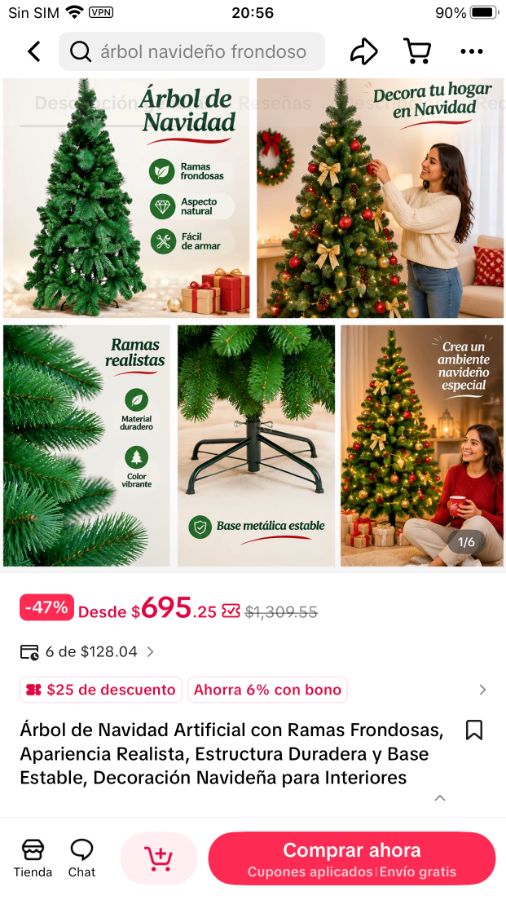 Sin SIM VPN 20:56 90%
árbol navideño frondoso
Descripción Reseñas
Árbol de
Navidad
Ramas
frondosas
Aspecto
natural
Fácil
de armar
Decora tu hogar
en Navidad
Ramas
realistas
Material
duradero
Color
vibrante
Base metálica estable
Crea un
ambiente
navideño
especial
1/6
-47% Desde $695.25 $1,309.55
6 de $128.04
$25 de descuento Ahorra 6% con bono
Árbol de Navidad Artificial con Ramas Frondosas,
Apariencia Realista, Estructura Duradera y Base
Estable, Decoración Navideña para Interiores
Tienda Chat
Comprar ahora
Cupones aplicados|Envío gratis